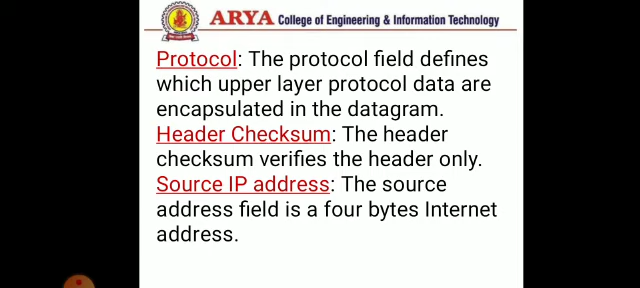 ARYA College of Engineering & Information Technology
Protocol: The protocol field defines
which upper layer protocol data are
encapsulated in the datagram.
Header Checksum: The header
checksum verifies the header only.
Source IP address: The source
address field is a four bytes Internet
address.